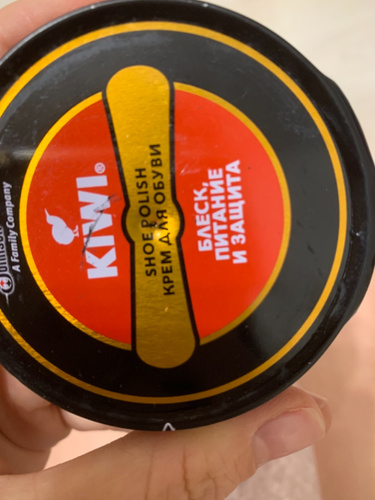 KIWI®
SHOE POLISH
КРЕМ ДЛЯ ОБУВИ
БЛЕСК,
ПИТАНИЕ
И ЗАЩИТА
A Family Company